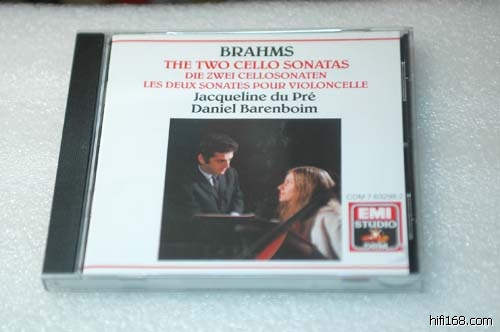 BRAHMS
THE TWO CELLO SONATAS
DIE ZWEI CELLOSONATEN
LES DEUX SONATES POUR VIOLONCELLE
Jacqueline du Pré
Daniel Barenboim
EMI
STUDIO
hifi168.com